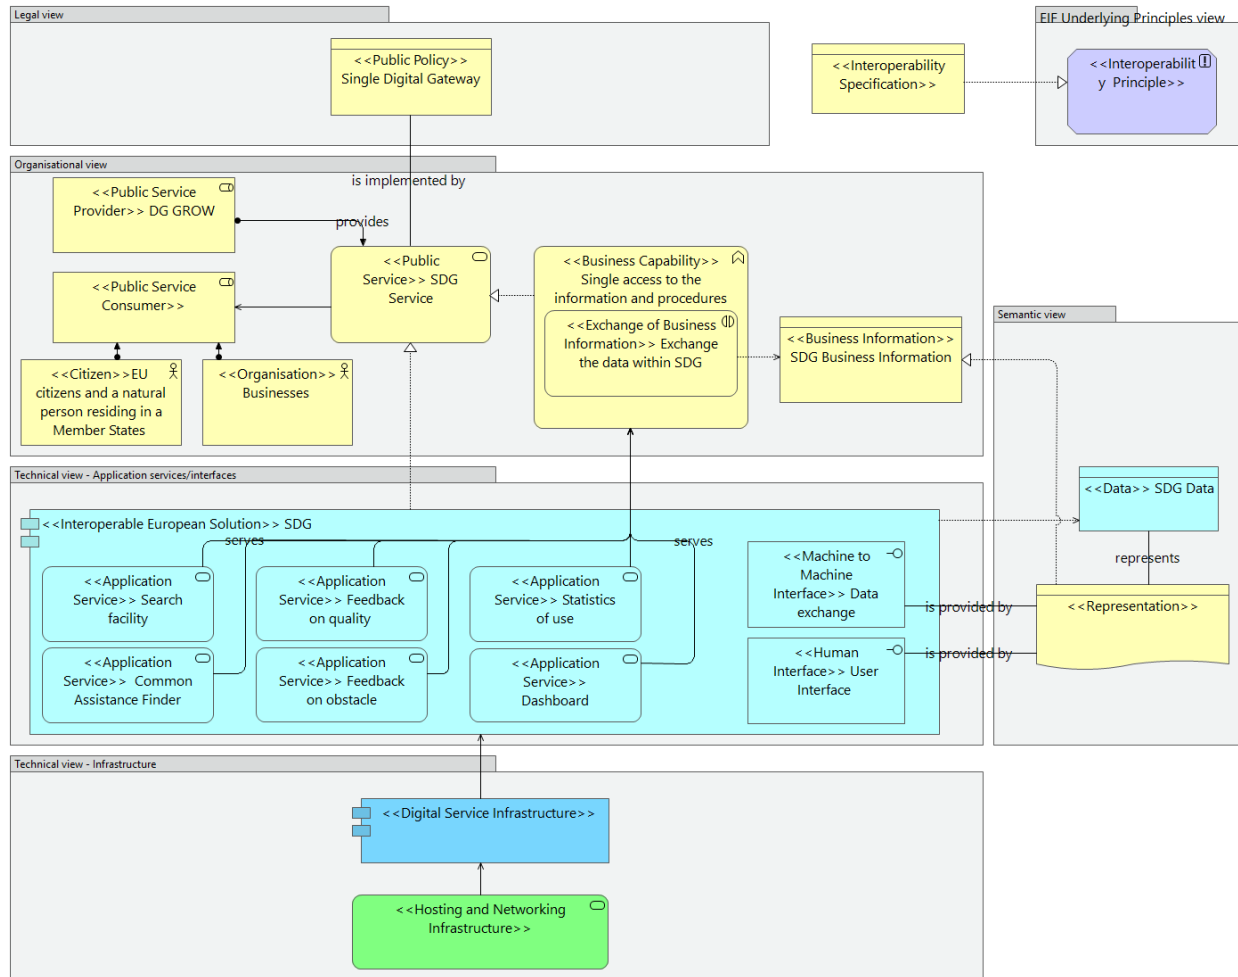 Legal view
<<Public Policy>>
Single Digital Gateway
<<Interoperability
Specification>>
EIF Underlying Principles view
<<Interoperabilit
y  Principle>>
Organisational view
is implemented by
<<Public Service
Provider>> DG GROW
provides
<<Public Service
Consumer>>
<<Public
Service>> SDG
Service
<<Business Capability>>
Single access to the
information and procedures
<<Exchange of Business
Information>> Exchange
the data within SDG
<<Business Information>>
SDG Business Information
<<Citizen>>EU
citizens and a natural
person residing in a
Member States
<<Organisation>>
Businesses
Semantic view
<<Data>> SDG Data
represents
<<Representation>>
Technical view - Application services/interfaces
<<Interoperable European Solution>> SDG
serves
serves
<<Application
Service>> Search
facility
<<Application
Service>> Feedback
on quality
<<Application
Service>> Statistics
of use
<<Machine to
Machine
Interface>> Data
exchange
is provided by
<<Application
Service>>  Common
Assistance Finder
<<Application
Service>> Feedback
on obstacle
<<Application
Service>>
Dashboard
<<Human
Interface>> User
Interface
is provided by
Technical view - Infrastructure
<<Digital Service Infrastructure>>
<<Hosting and Networking
Infrastructure>>